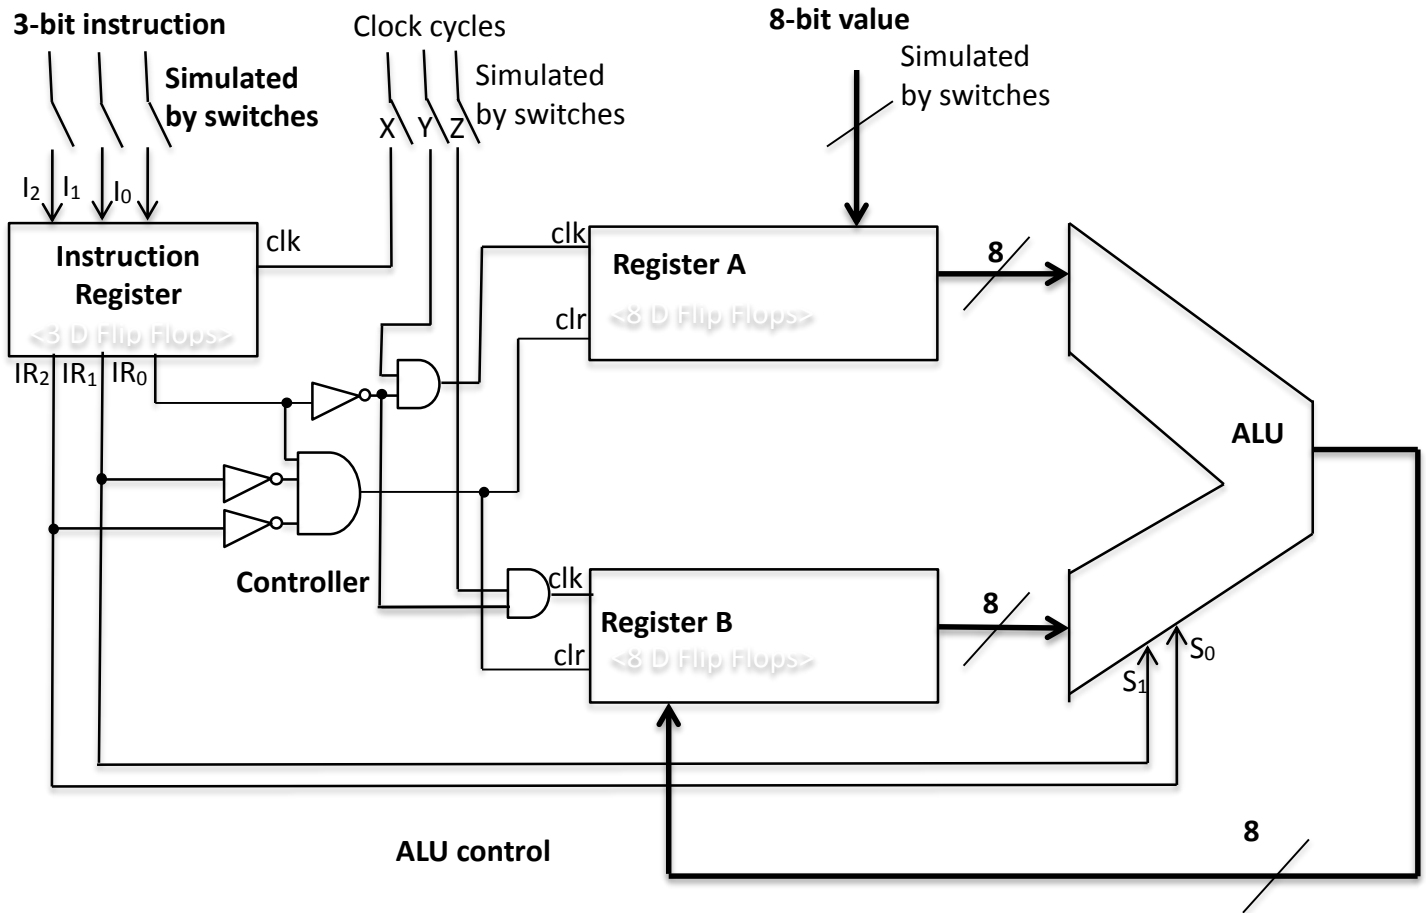 3-bit instruction
Simulated
by switches
Clock cycles
Simulated
by switches
8-bit value
Simulated
by switches
X Y Z
I2 I1 I0
clk
Instruction
Register
<3 D Flip Flops>
IR2 IR1 IR0
clk
Register A
<8 D Flip Flops>
clr
8
ALU
Controller
clk
Register B
<8 D Flip Flops>
clr
8
S1
S0
ALU control
8